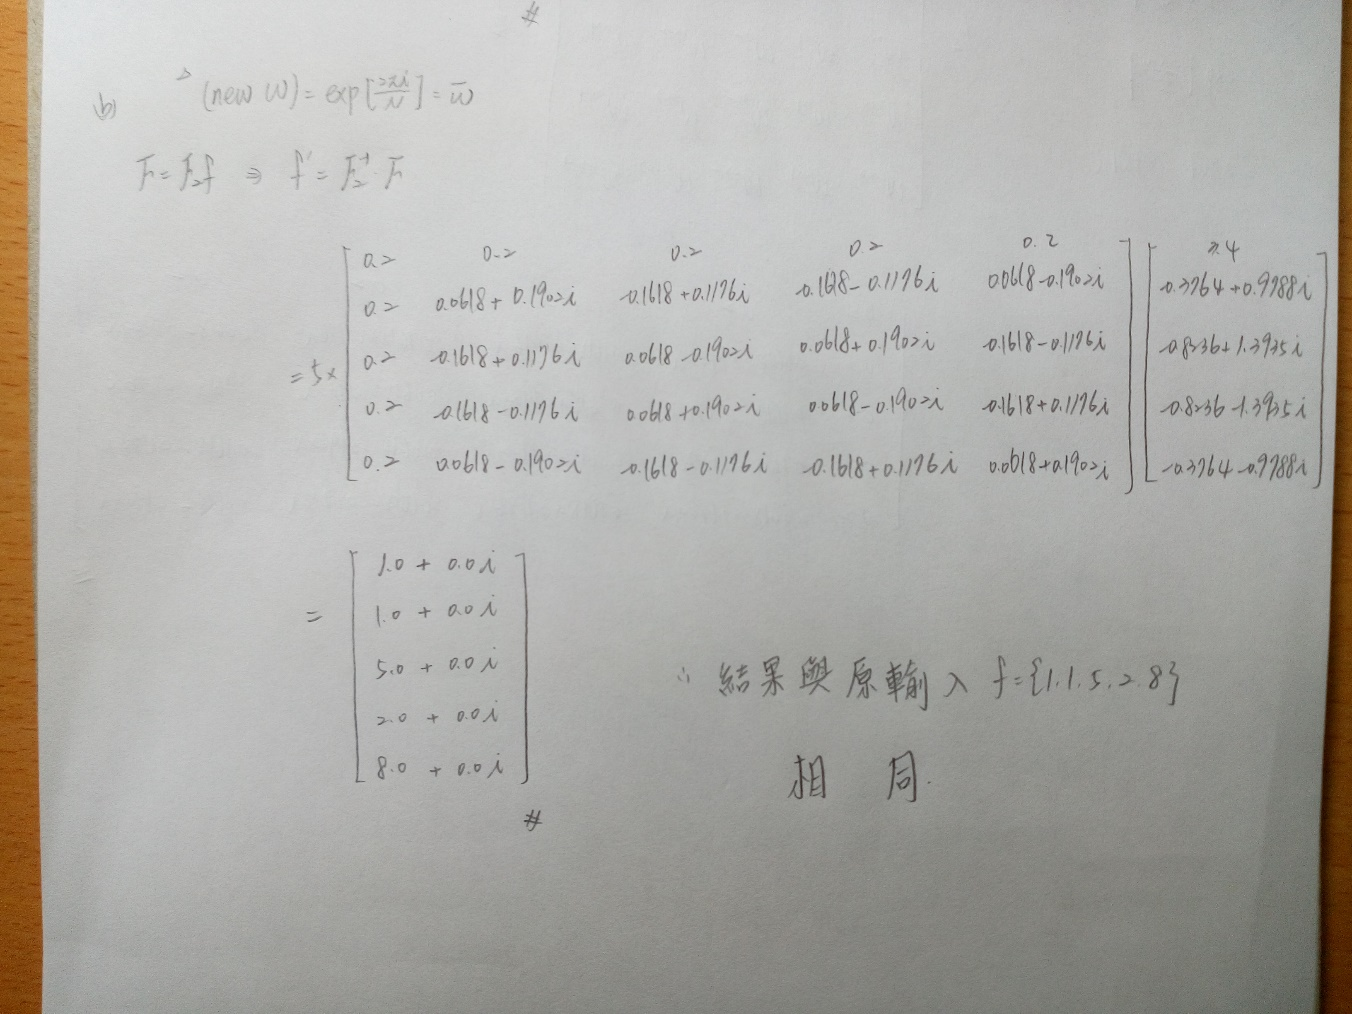 #
(b) (new W) = exp[2πi/N] = w̄
F = F₂f ⇒ f' = F₂⁻¹ · F
= 5 × [ 0.2 0.2 0.2 0.2 0.2 ] [ 3.4 ]
0.2 0.0618+0.1902i -0.1618+0.1176i -0.1618-0.1176i 0.0618-0.1902i -0.3764+0.9988i
0.2 -0.1618+0.1176i 0.0618-0.1902i 0.0618+0.1902i -0.1618-0.1176i -0.8236+1.3935i
0.2 -0.1618-0.1176i 0.0618+0.1902i 0.0618-0.1902i -0.1618+0.1176i -0.8236-1.3935i
0.2 0.0618-0.1902i -0.1618-0.1176i -0.1618+0.1176i 0.0618+0.1902i -0.3764-0.9988i
= [ 1.0 + 0.0i
1.0 + 0.0i
5.0 + 0.0i
2.0 + 0.0i
8.0 + 0.0i ]
#
∴ 結果與原輸入 f={1.1.5.2.8}
相同.